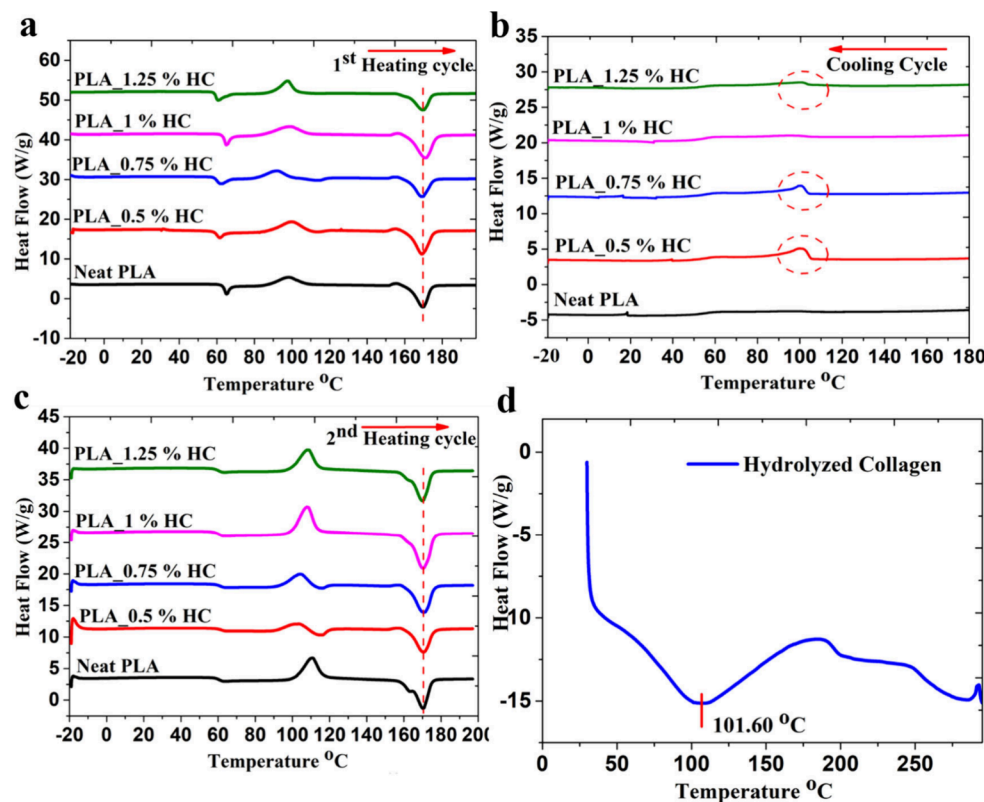 a
1st Heating cycle
PLA_1.25 % HC
PLA_1 % HC
PLA_0.75 % HC
PLA_0.5 % HC
Neat PLA
Heat Flow (W/g)
60
50
40
30
20
10
0
-10
-20 0 20 40 60 80 100 120 140 160 180
Temperature °C
b
Cooling Cycle
PLA_1.25 % HC
PLA_1 % HC
PLA_0.75 % HC
PLA_0.5 % HC
Neat PLA
Heat Flow (W/g)
35
30
25
20
15
10
5
0
-5
-20 0 20 40 60 80 100 120 140 160 180
Temperature °C
c
2nd Heating cycle
PLA_1.25 % HC
PLA_1 % HC
PLA_0.75 % HC
PLA_0.5 % HC
Neat PLA
Heat Flow (W/g)
45
40
35
30
25
20
15
10
5
0
-20 0 20 40 60 80 100 120 140 160 180 200
Temperature °C
d
Hydrolyzed Collagen
101.60 °C
Heat Flow (W/g)
0
-5
-10
-15
0 50 100 150 200 250
Temperature °C